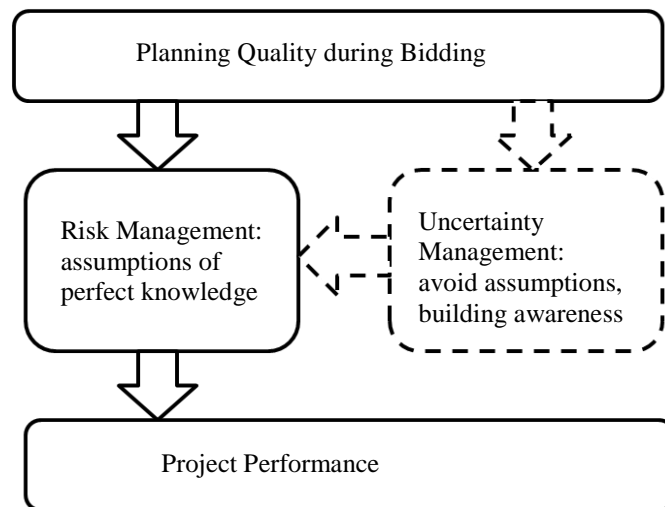 Planning Quality during Bidding
Risk Management:
assumptions of
perfect knowledge
Uncertainty
Management:
avoid assumptions,
building awareness
Project Performance